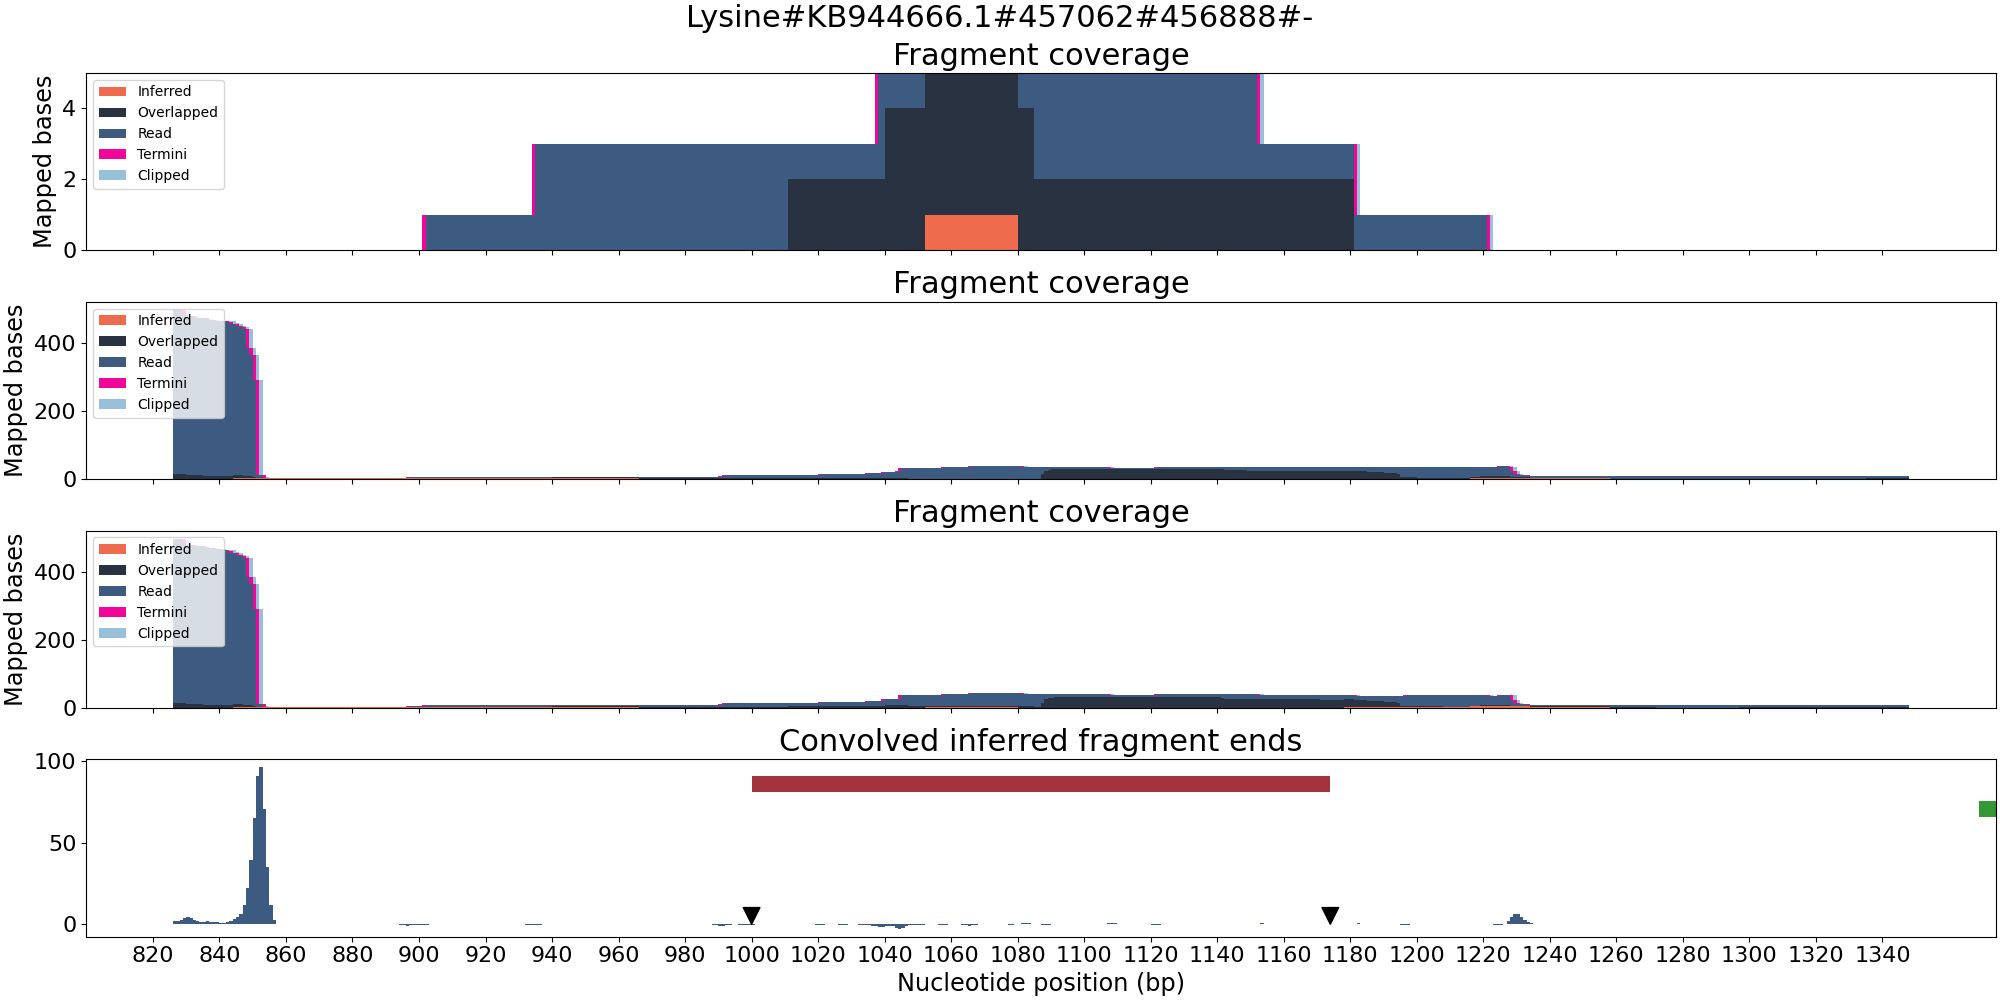 Lysine#KB944666.1#457062#456888#-
Fragment coverage
Mapped bases
4
2
0
Inferred
Overlapped
Read
Termini
Clipped
Fragment coverage
Mapped bases
400
200
0
Inferred
Overlapped
Read
Termini
Clipped
Fragment coverage
Mapped bases
400
200
0
Inferred
Overlapped
Read
Termini
Clipped
Convolved inferred fragment ends
100
50
0
820 840 860 880 900 920 940 960 980 1000 1020 1040 1060 1080 1100 1120 1140 1160 1180 1200 1220 1240 1260 1280 1300 1320 1340
Nucleotide position (bp)